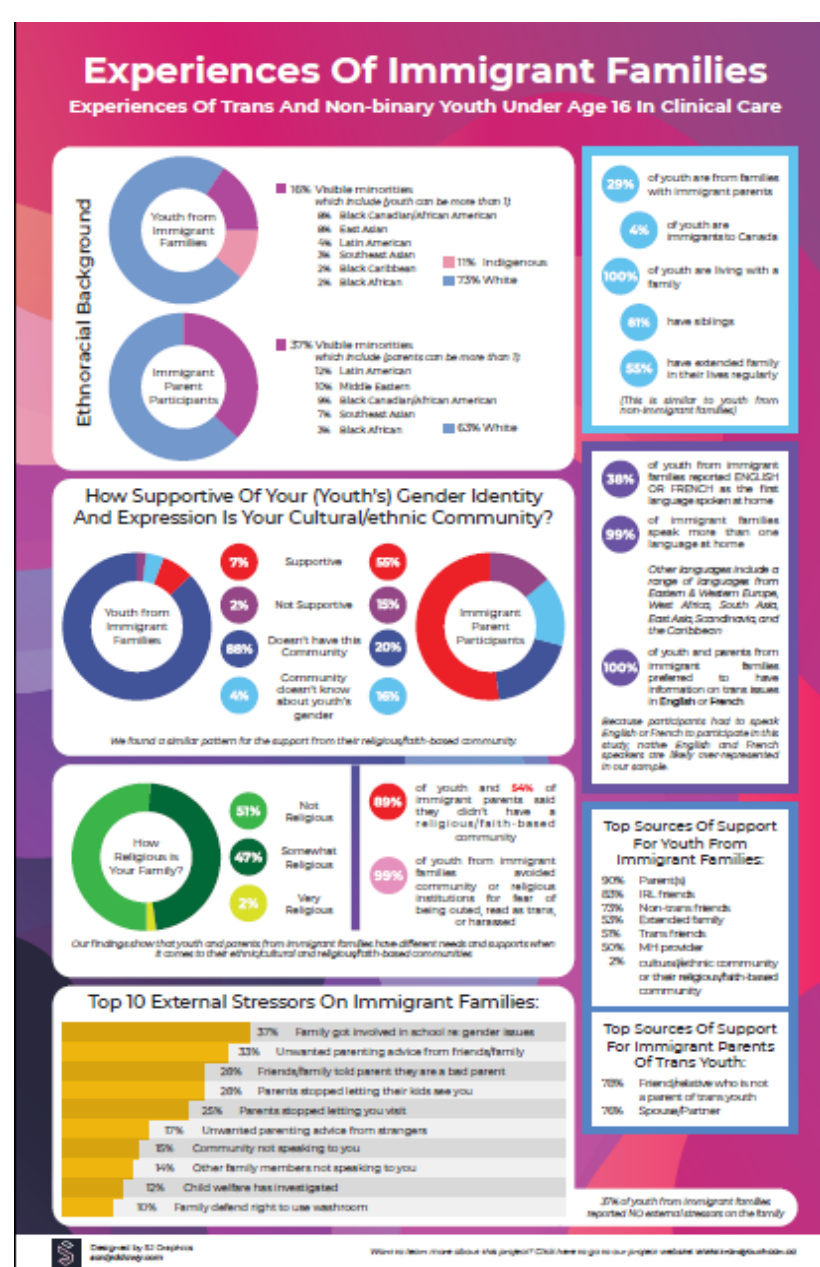 Experiences Of Immigrant Families
Experiences Of Trans And Non-binary Youth Under Age 16 In Clinical Care
Ethnoracial Background
Youth from
Immigrant
Families
16% Visible minorities
which include (youth can be more than 1)
8% Black Canadian/African American
8% East Asian
4% Latin American
3% Southeast Asian
2% Black Caribbean
2% Black African
11% Indigenous
73% White
Immigrant
Parent
Participants
37% Visible minorities
which include (parents can be more than 1)
12% Latin American
10% Middle Eastern
9% Black Canadian/African American
7% Southeast Asian
3% Black African
63% White
How Supportive Of Your (Youth's) Gender Identity
And Expression Is Your Cultural/ethnic Community?
Youth from
Immigrant
Families
7% Supportive 55%
2% Not Supportive 15%
88% Doesn't have this
Community 20%
4% Community
doesn't know
about youth's
gender 16%
Immigrant
Parent
Participants
We found a similar pattern for the support from their religious/faith-based community.
How
Religious is
Your Family?
51% Not
Religious
47% Somewhat
Religious
2% Very
Religious
89% of youth and 54% of
immigrant parents said
they didn't have a
religious/faith-based
community
99% of youth from immigrant
families avoided
community or religious
institutions for fear of
being outed, read as trans,
or harassed
Our findings show that youth and parents from immigrant families have different needs and supports when
it comes to their ethnic/cultural and religious/faith-based communities
Top 10 External Stressors On Immigrant Families:
37% Family got involved in school re: gender issues
33% Unwanted parenting advice from friends/family
28% Friends/family told parent they are a bad parent
28% Parents stopped letting their kids see you
25% Parents stopped letting you visit
17% Unwanted parenting advice from strangers
15% Community not speaking to you
14% Other family members not speaking to you
12% Child welfare has investigated
10% Family defend right to use washroom
29% of youth are from families
with immigrant parents
4% of youth are
immigrants to Canada
100% of youth are living with a
family
81% have siblings
55% have extended family
in their lives regularly
(This is similar to youth from
non-immigrant families)
38% of youth from immigrant
families reported ENGLISH
OR FRENCH as the first
language spoken at home
99% of immigrant families
speak more than one
language at home
Other languages include a
range of languages from
Eastern & Western Europe,
West Africa, South Asia,
East Asia, Scandinavia, and
the Caribbean
100% of youth and parents from
immigrant families
preferred to have
information on trans issues
in English or French
Because participants had to speak
English or French to participate in this
study, native English and French
speakers are likely over-represented
in our sample.
Top Sources Of Support
For Youth From
Immigrant Families:
90% Parent(s)
83% IRL friends
73% Non-trans friends
53% Extended family
51% Trans friends
50% MH provider
2% cultural/ethnic community
or their religious/faith-based
community
Top Sources Of Support
For Immigrant Parents
Of Trans Youth:
78% Friend/relative who is not
a parent of trans youth
76% Spouse/Partner
37% of youth from immigrant families
reported NO external stressors on the family
Designed by SJ Graphics
Want to learn more about this project? Click here to go to our project website